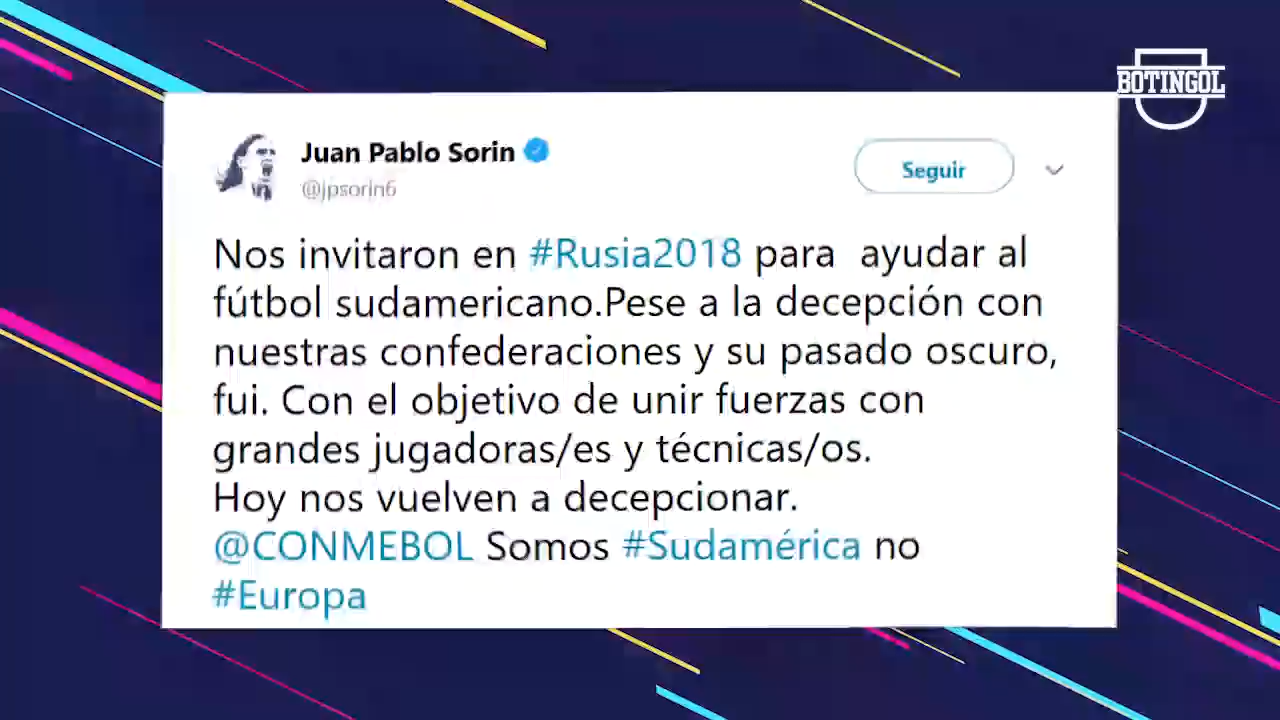 BOTINGOL
Juan Pablo Sorin
@jpsorin6
Seguir
Nos invitaron en #Rusia2018 para  ayudar al
fútbol sudamericano.Pese a la decepción con
nuestras confederaciones y su pasado oscuro,
fui. Con el objetivo de unir fuerzas con
grandes jugadoras/es y técnicas/os.
Hoy nos vuelven a decepcionar.
@CONMEBOL Somos #Sudamérica no
#Europa